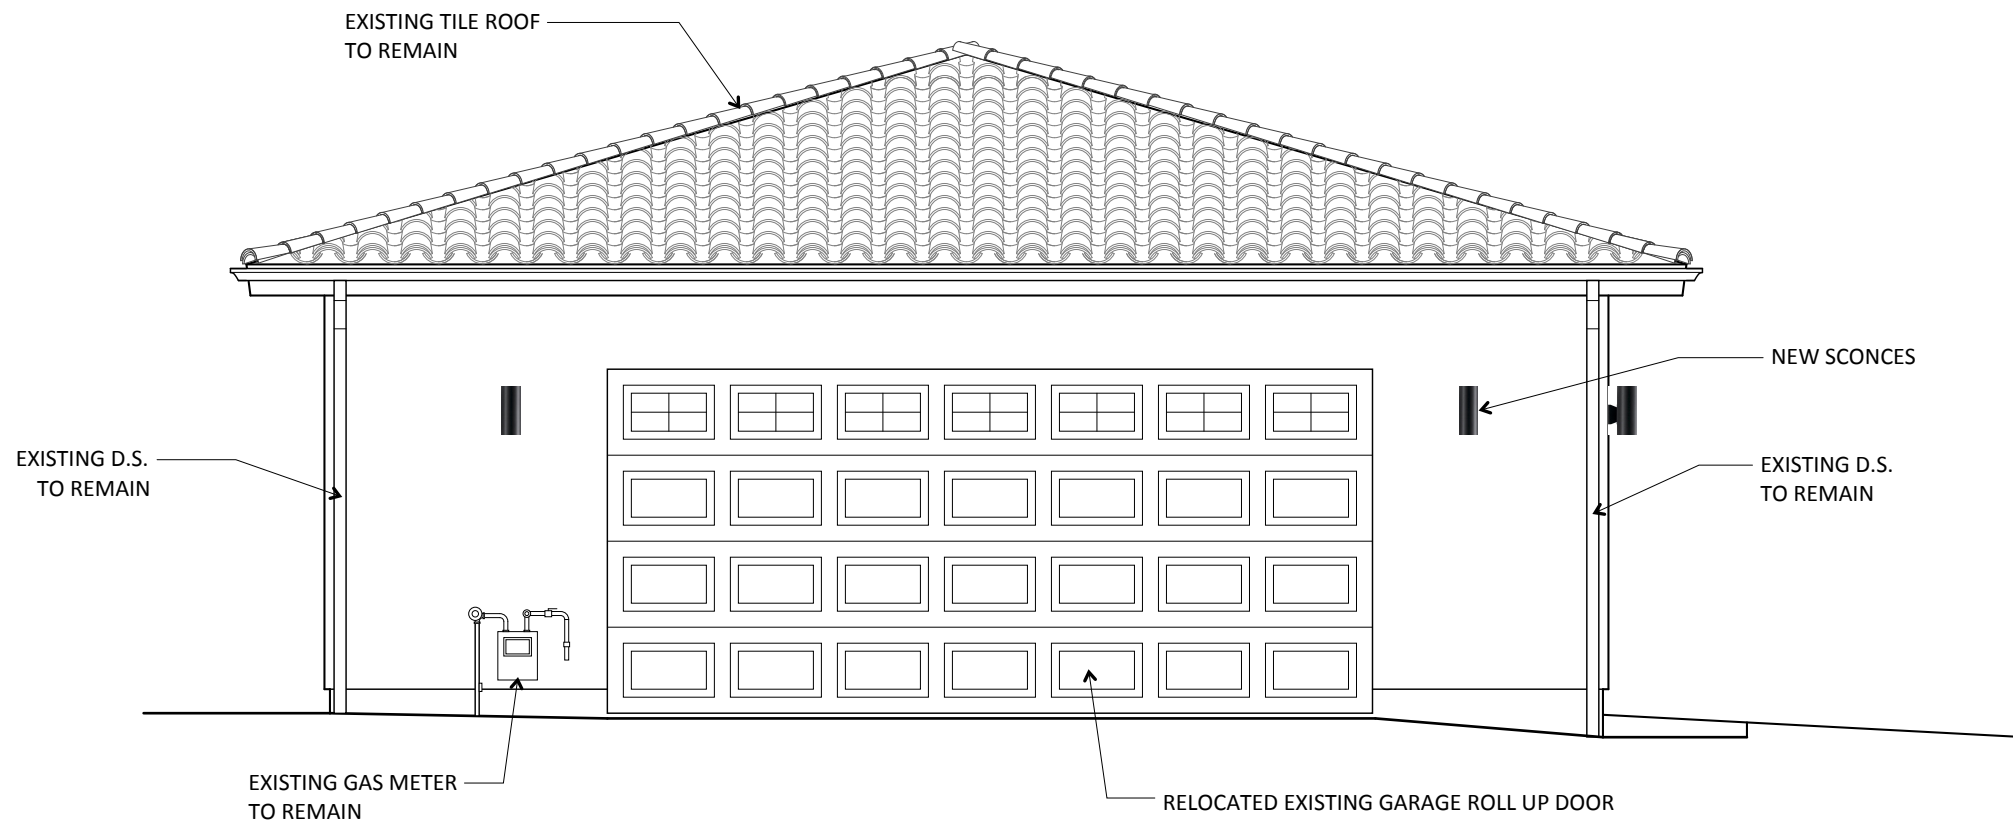 EXISTING TILE ROOF
TO REMAIN
NEW SCONCES
EXISTING D.S.
TO REMAIN
EXISTING D.S.
TO REMAIN
EXISTING GAS METER
TO REMAIN
RELOCATED EXISTING GARAGE ROLL UP DOOR